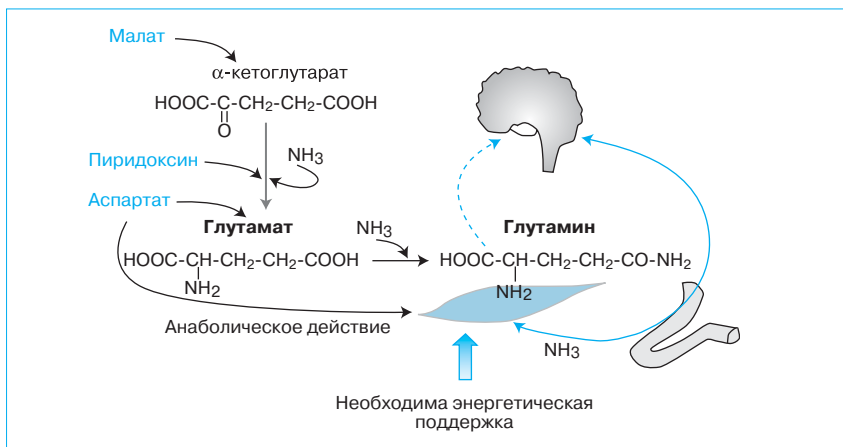 Малат
α-кетоглутарат
HOOC-C-CH2-CH2-COOH
O
Пиридоксин
NH3
Аспартат
Глутамат
NH3
Глутамин
HOOC-CH-CH2-CH2-COOH
HOOC-CH-CH2-CH2-CO-NH2
NH2
NH2
Анаболическое действие
NH3
Необходима энергетическая
поддержка